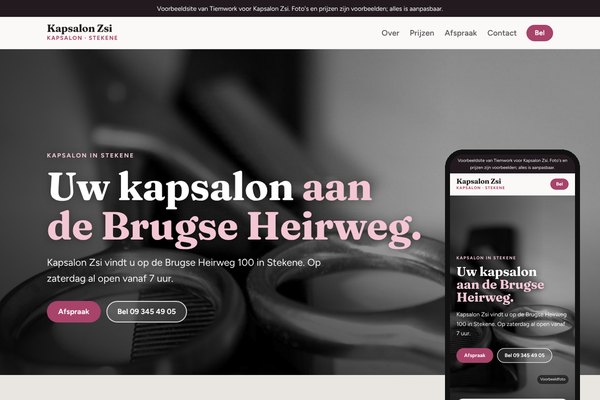 Voorbeeldsite van Tiemwork voor Kapsalon Zsi. Foto's en prijzen zijn voorbeelden; alles is aanpasbaar.
Kapsalon Zsi
KAPSALON · STEKENE
Over Prijzen Afspraak Contact Bel
KAPSALON IN STEKENE
Uw kapsalon aan
de Brugse Heirweg.
Kapsalon Zsi vindt u op de Brugse Heirweg 100 in Stekene. Op
zaterdag al open vanaf 7 uur.
Afspraak Bel 09 345 49 05
Voorbeeldsite van Tiemwork voor Kapsalon Zsi. Foto's en
prijzen zijn voorbeelden; alles is aanpasbaar.
Kapsalon Zsi
KAPSALON · STEKENE
Bel
KAPSALON IN STEKENE
Uw kapsalon
aan de Brugse
Heirweg.
Kapsalon Zsi vindt u op de Brugse Heirweg
100 in Stekene. Op zaterdag al open vanaf
7 uur.
Afspraak Bel 09 345 49 05
Voorbeeldfoto